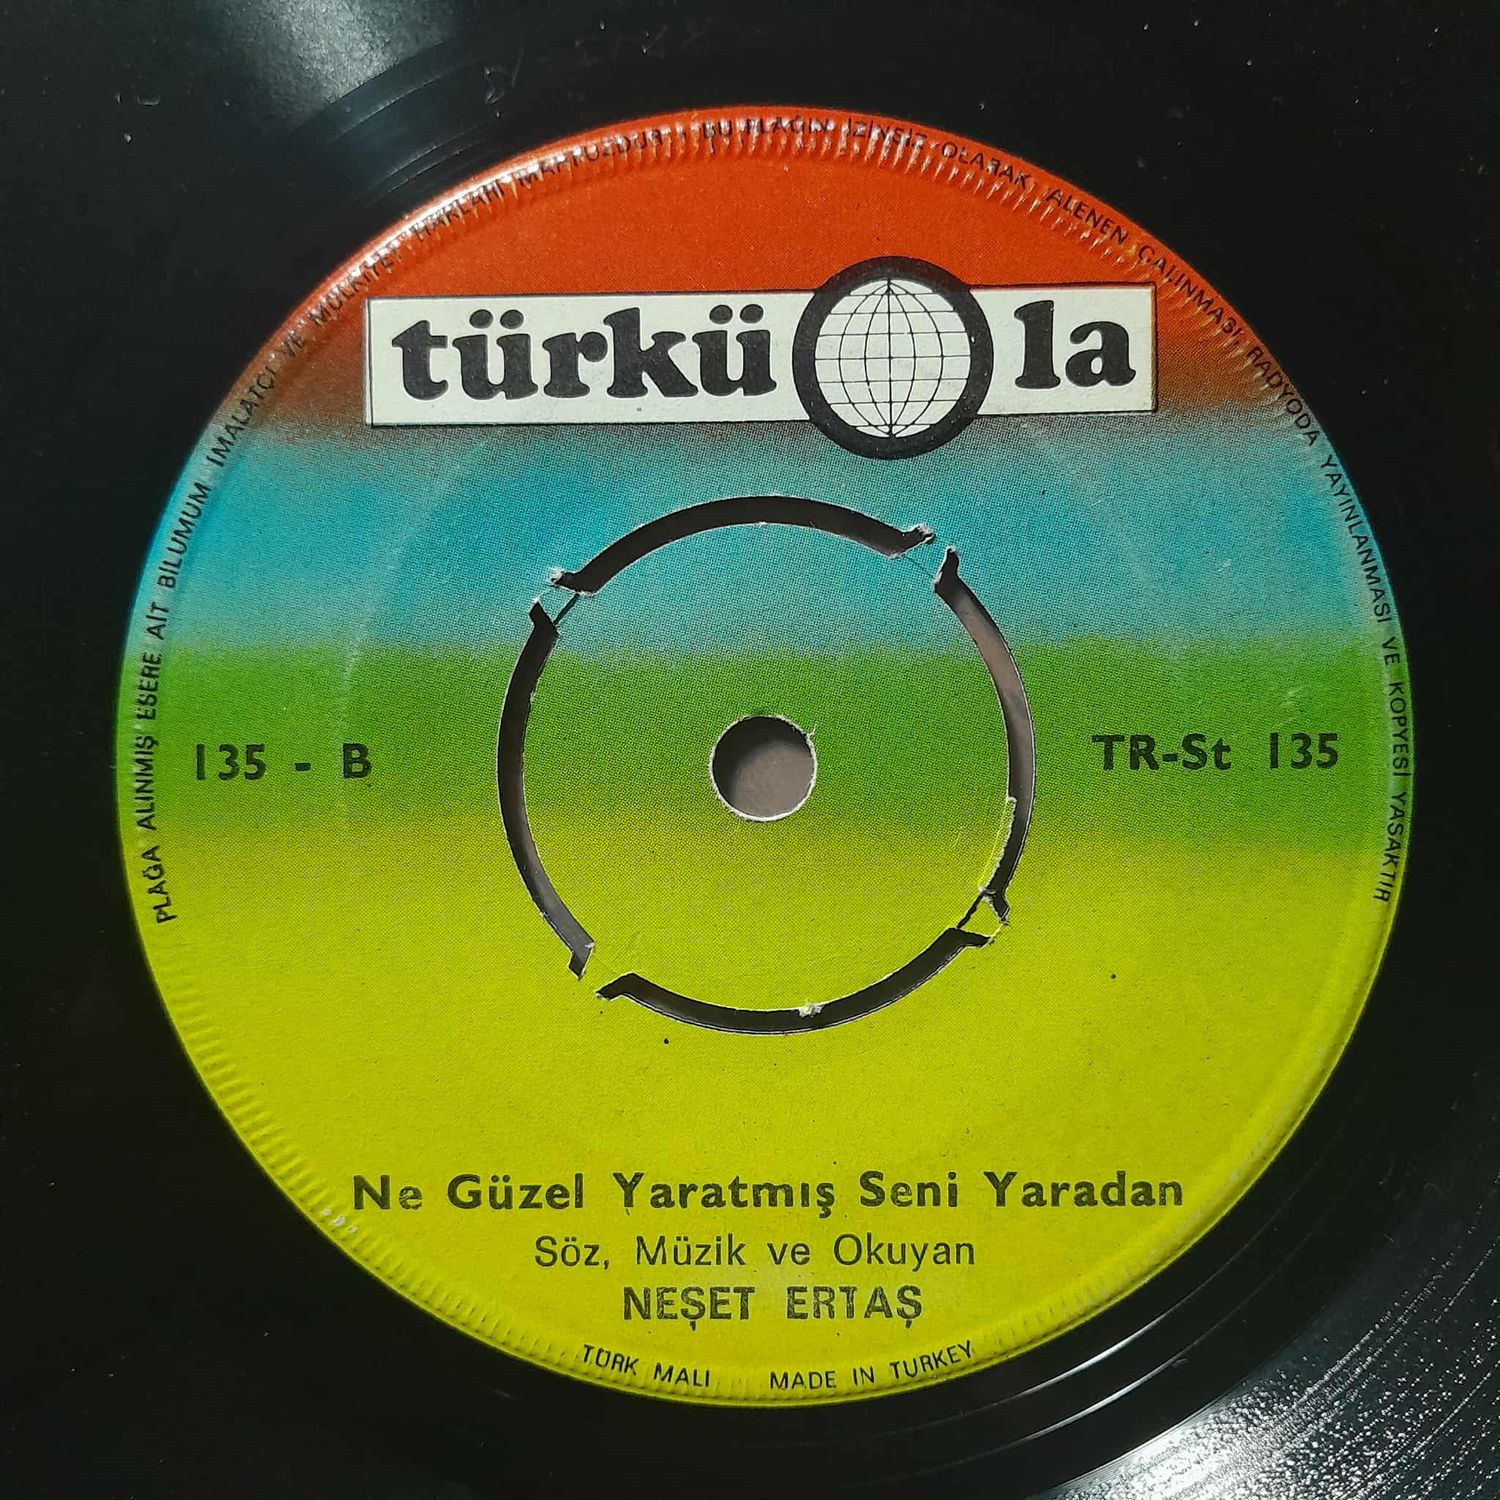 PLAĞA ALINMIŞ ESERE AİT BİLUMUM İMALATÇI VE MÜLKİYET HAKLARI MAHFUZDUR. BU PLAĞIN İZİNSİZ OLARAK ALENEN ÇALINMASI, RADYODA YAYINLANMASI VE KOPYESİ YASAKTIR
türküola
135 - B
TR-St 135
Ne Güzel Yaratmış Seni Yaradan
Söz, Müzik ve Okuyan
NEŞET ERTAŞ
TÜRK MALI MADE IN TURKEY